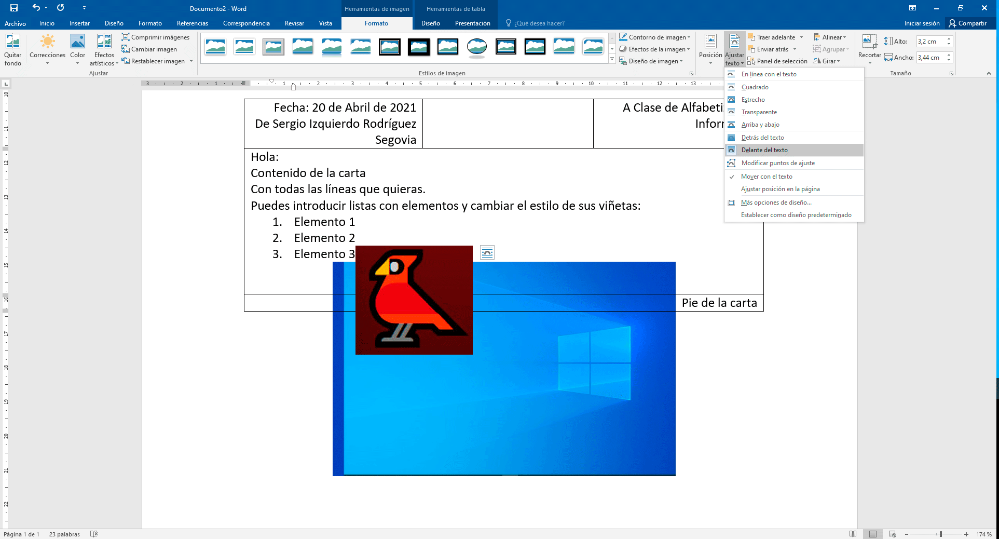 Documento2 - Word
Herramientas de imagen
Herramientas de tabla
Archivo Inicio Insertar Diseño Formato Referencias Correspondencia Revisar Vista Formato Diseño Presentación ¿Qué desea hacer? Iniciar sesión Compartir
Quitar fondo
Correcciones
Color
Efectos artísticos
Comprimir imágenes
Cambiar imagen
Restablecer imagen
Ajustar
Estilos de imagen
Contorno de imagen
Efectos de la imagen
Diseño de imagen
Posición
Ajustar texto
Traer adelante
Enviar atrás
Panel de selección
Alinear
Agrupar
Girar
Recortar
Alto: 3,2 cm
Ancho: 3,44 cm
Tamaño
En línea con el texto
Cuadrado
Estrecho
Transparente
Arriba y abajo
Detrás del texto
Delante del texto
Modificar puntos de ajuste
Mover con el texto
Ajustar posición en la página
Más opciones de diseño...
Establecer como diseño predeterminado
3 2 1 1 2 3 4 5 6 7 8 9 10 11 12 13
10
11
12
13
14
15
16
17
18
19
20
21
22
Fecha: 20 de Abril de 2021
De Sergio Izquierdo Rodríguez
Segovia
A Clase de Alfabeti
Infor
Hola:
Contenido de la carta
Con todas las líneas que quieras.
Puedes introducir listas con elementos y cambiar el estilo de sus viñetas:
1. Elemento 1
2. Elemento 2
3. Elemento 3
Pie de la carta
Página 1 de 1 23 palabras 174 %